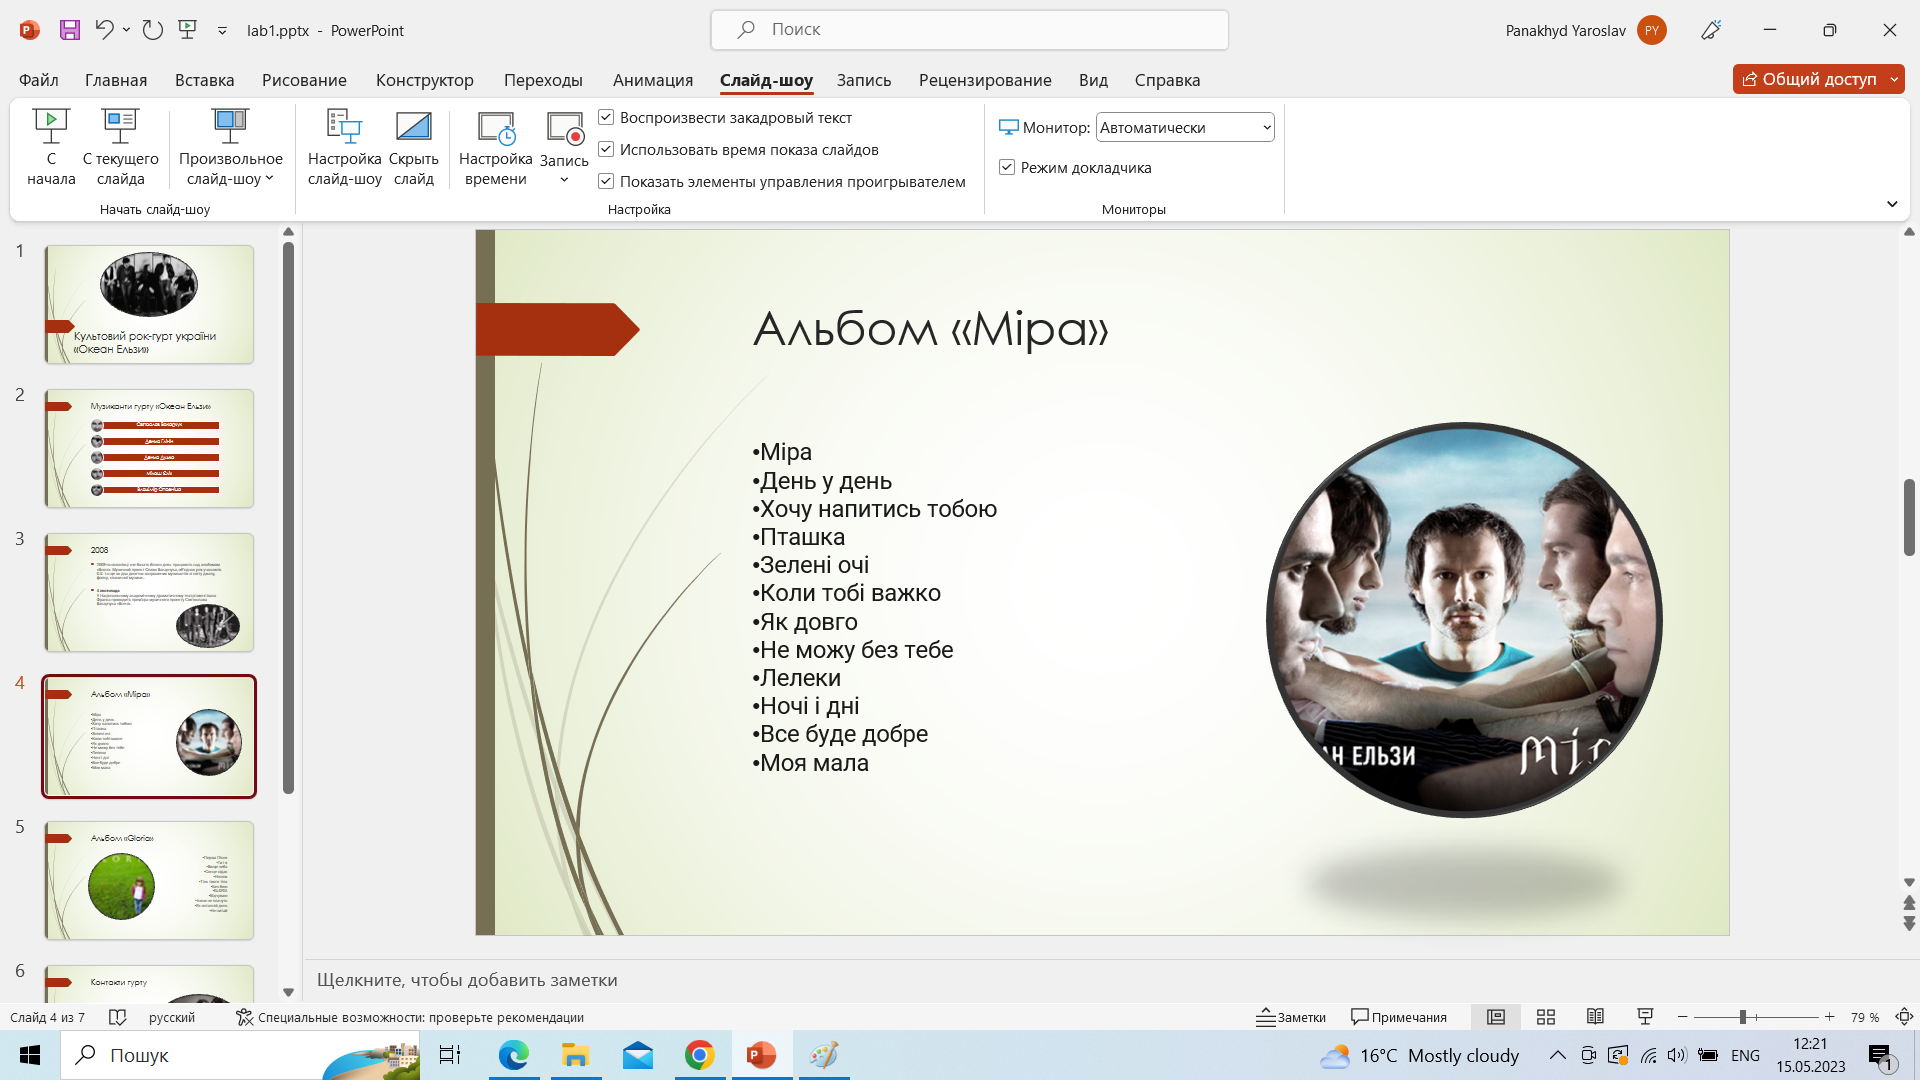 lab1.pptx - PowerPoint
Поиск
Panakhyd Yaroslav
PY
Файл
Главная
Вставка
Рисование
Конструктор
Переходы
Анимация
Слайд-шоу
Запись
Рецензирование
Вид
Справка
Общий доступ
С начала
С текущего слайда
Произвольное слайд-шоу
Начать слайд-шоу
Настройка слайд-шоу
Скрыть слайд
Настройка времени
Запись
Воспроизвести закадровый текст
Использовать время показа слайдов
Показать элементы управления проигрывателем
Настройка
Монитор:
Автоматически
Режим докладчика
Мониторы
1
Культовий рок-гурт україни
«Океан Ельзи»
2
Музиканти гурту «Океан Ельзи»
3
2008
4
Альбом «Міра»
5
Альбом «Gloria»
6
Контакти гурту
Альбом «Міра»
•Міра
•День у день
•Хочу напитись тобою
•Пташка
•Зелені очі
•Коли тобі важко
•Як довго
•Не можу без тебе
•Лелеки
•Ночі і дні
•Все буде добре
•Моя мала
АН ЕЛЬЗИ
Щелкните, чтобы добавить заметки
Слайд 4 из 7
русский
Специальные возможности: проверьте рекомендации
Заметки
Примечания
79 %
Пошук
16°C Mostly cloudy
ENG
12:21
15.05.2023
1